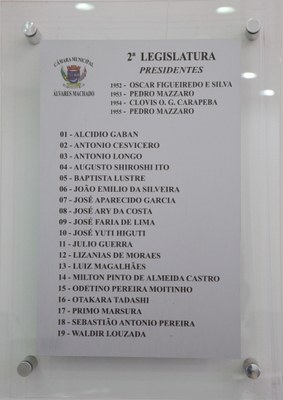 CÂMARA MUNICIPAL
ÁLVARES MACHADO
2ª LEGISLATURA
PRESIDENTES
1952 - OSCAR FIGUEIREDO E SILVA
1953 - PEDRO MAZZARO
1954 - CLOVIS O. G. CARAPEBA
1955 - PEDRO MAZZARO
01 - ALCIDIO GABAN
02 - ANTONIO CESVICERO
03 - ANTONIO LONGO
04 - AUGUSTO SHIROSHI ITO
05 - BAPTISTA LUSTRE
06 - JOÃO EMILIO DA SILVEIRA
07 - JOSÉ APARECIDO GARCIA
08 - JOSÉ ARY DA COSTA
09 - JOSÉ FARIA DE LIMA
10 - JOSÉ YUTI HIGUTI
11 - JULIO GUERRA
12 - LIZANIAS DE MORAES
13 - LUIZ MAGALHÃES
14 - MILTON PINTO DE ALMEIDA CASTRO
15 - ODETINO PEREIRA MOITINHO
16 - OTAKARA TADASHI
17 - PRIMO MARSURA
18 - SEBASTIÃO ANTONIO PEREIRA
19 - WALDIR LOUZADA